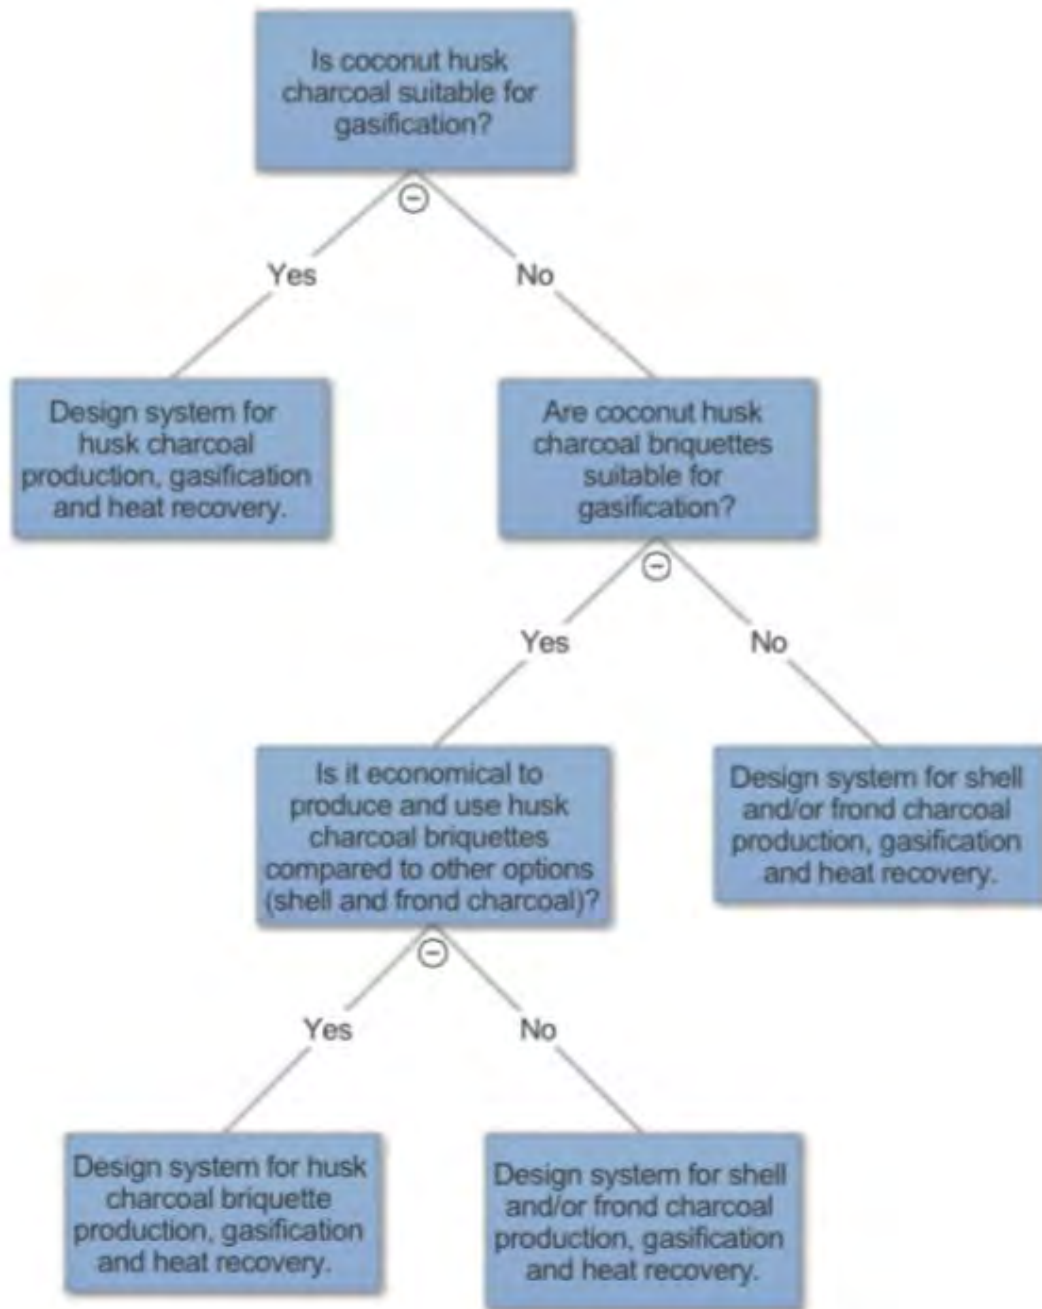 Is coconut husk
charcoal suitable for
gasification?
Yes
No
Design system for
husk charcoal
production, gasification
and heat recovery.
Are coconut husk
charcoal briquettes
suitable for
gasification?
Yes
No
Is it economical to
produce and use husk
charcoal briquettes
compared to other options
(shell and frond charcoal)?
Design system for shell
and/or frond charcoal
production, gasification
and heat recovery.
Yes
No
Design system for husk
charcoal briquette
production, gasification
and heat recovery.
Design system for shell
and/or frond charcoal
production, gasification
and heat recovery.